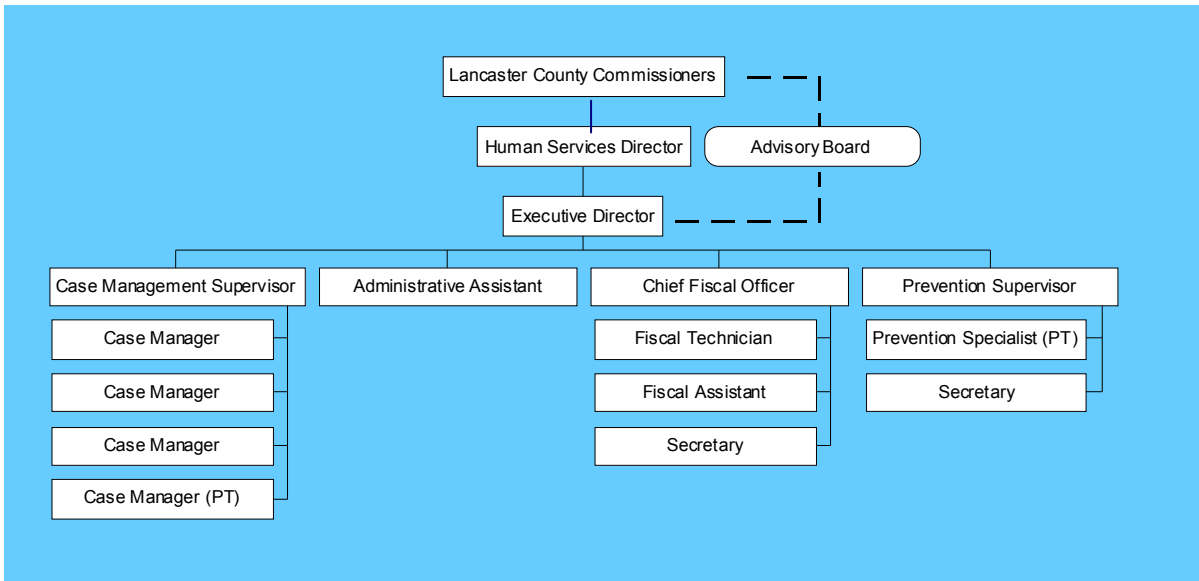 Lancaster County Commissioners
Human Services Director
Advisory Board
Executive Director
Case Management Supervisor
Administrative Assistant
Chief Fiscal Officer
Prevention Supervisor
Case Manager
Case Manager
Case Manager
Case Manager (PT)
Fiscal Technician
Fiscal Assistant
Secretary
Prevention Specialist (PT)
Secretary